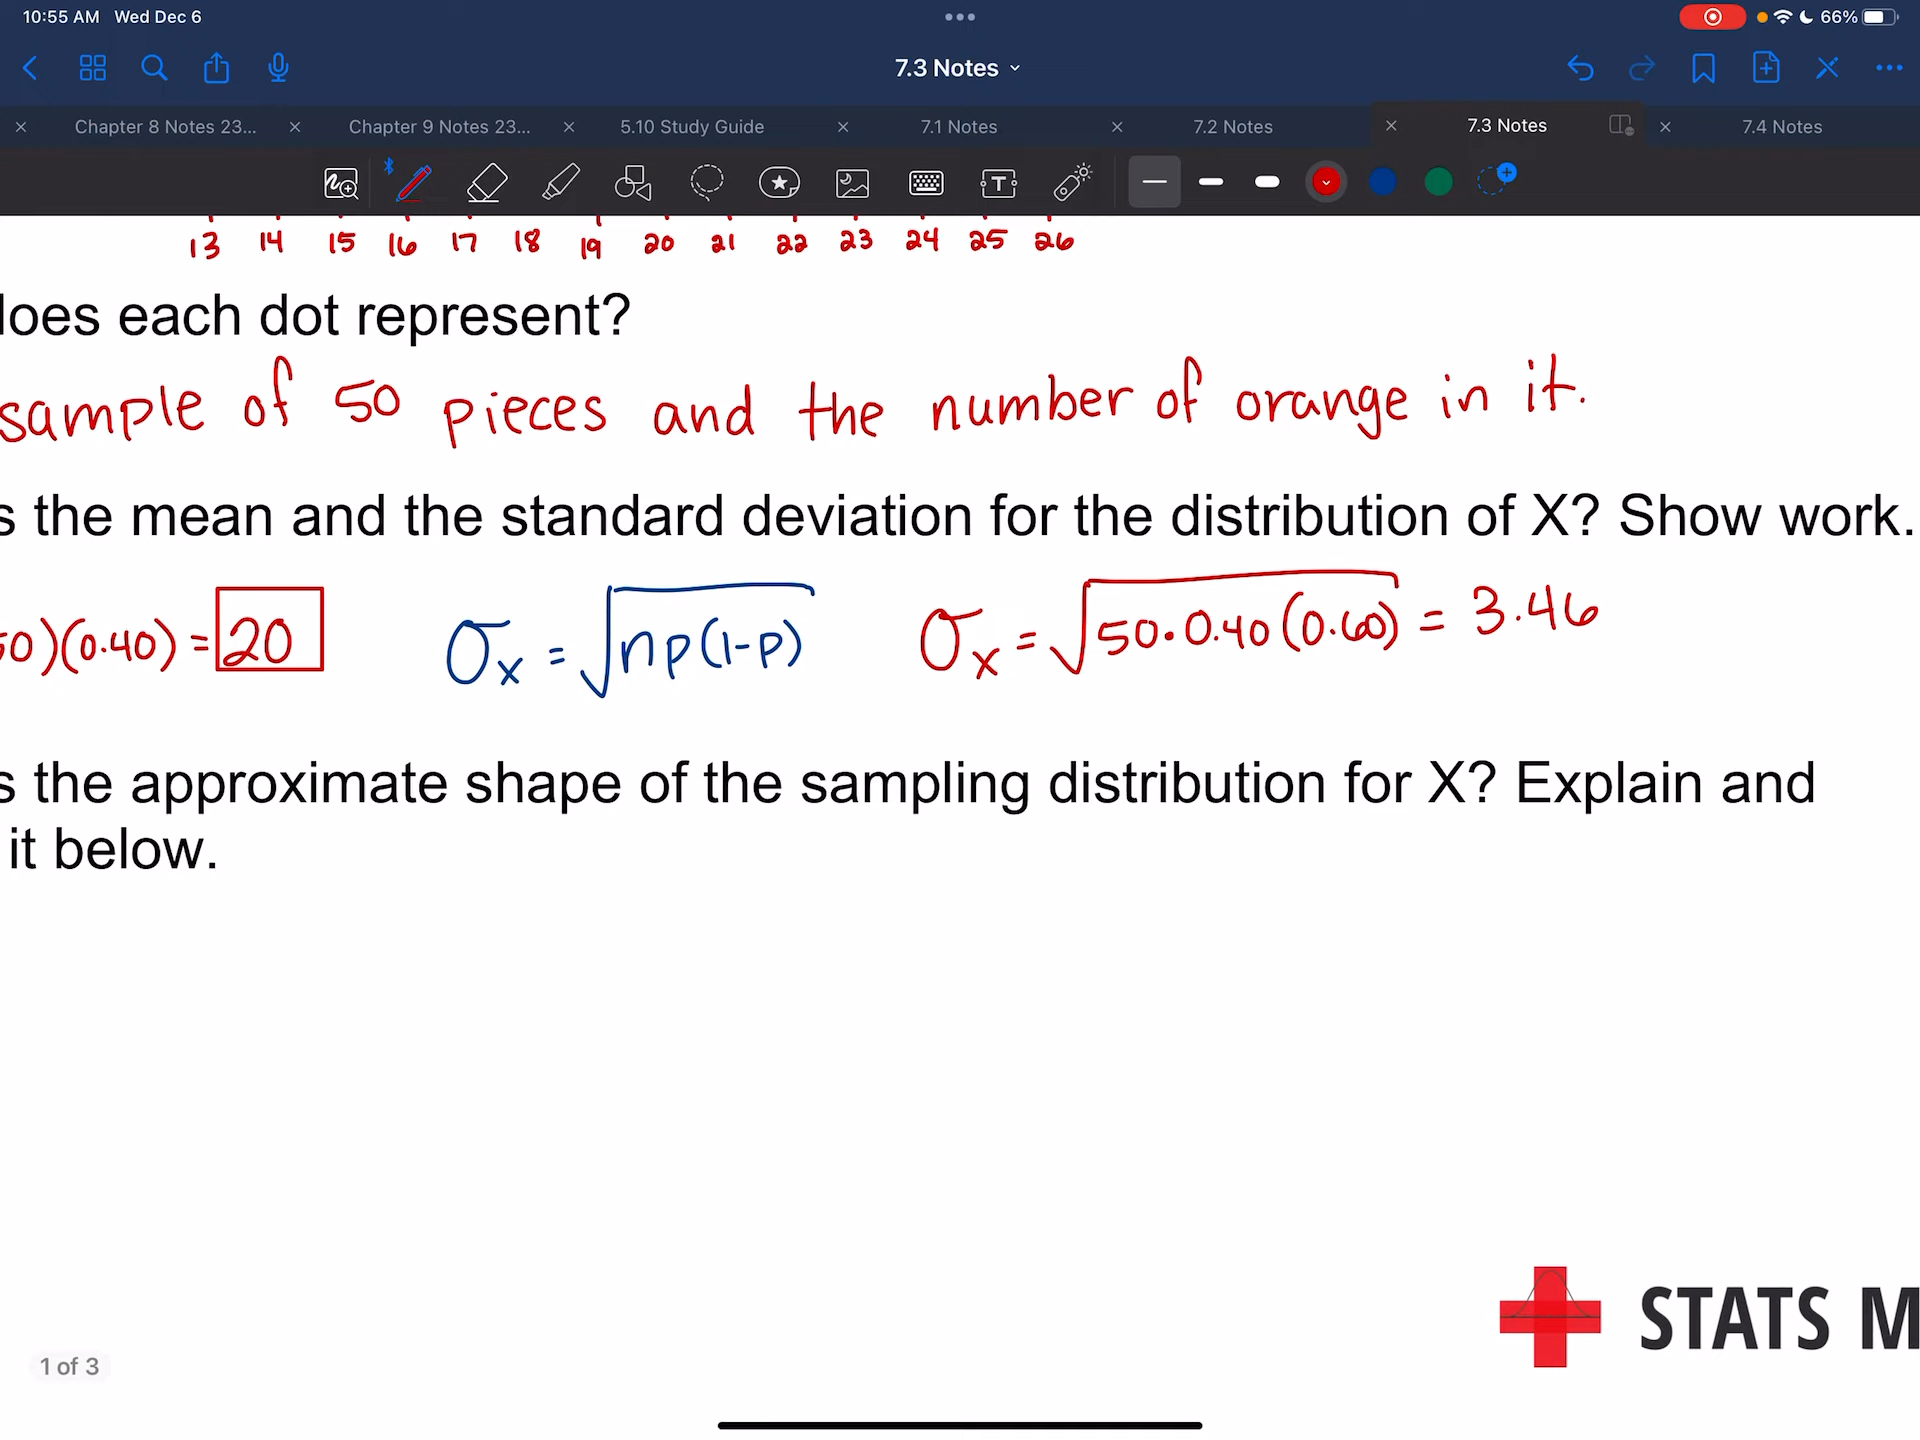 10:55 AM Wed Dec 6
66%
7.3 Notes
Chapter 8 Notes 23... Chapter 9 Notes 23... 5.10 Study Guide 7.1 Notes 7.2 Notes 7.3 Notes 7.4 Notes
13 14 15 16 17 18 19 20 21 22 23 24 25 26
does each dot represent?
sample of 50 pieces and the number of orange in it.
s the mean and the standard deviation for the distribution of X? Show work.
50)(0.40) = 20 σx = √np(1-p) σx = √50·0.40(0.60) = 3.46
s the approximate shape of the sampling distribution for X? Explain and
it below.
STATS M
1 of 3